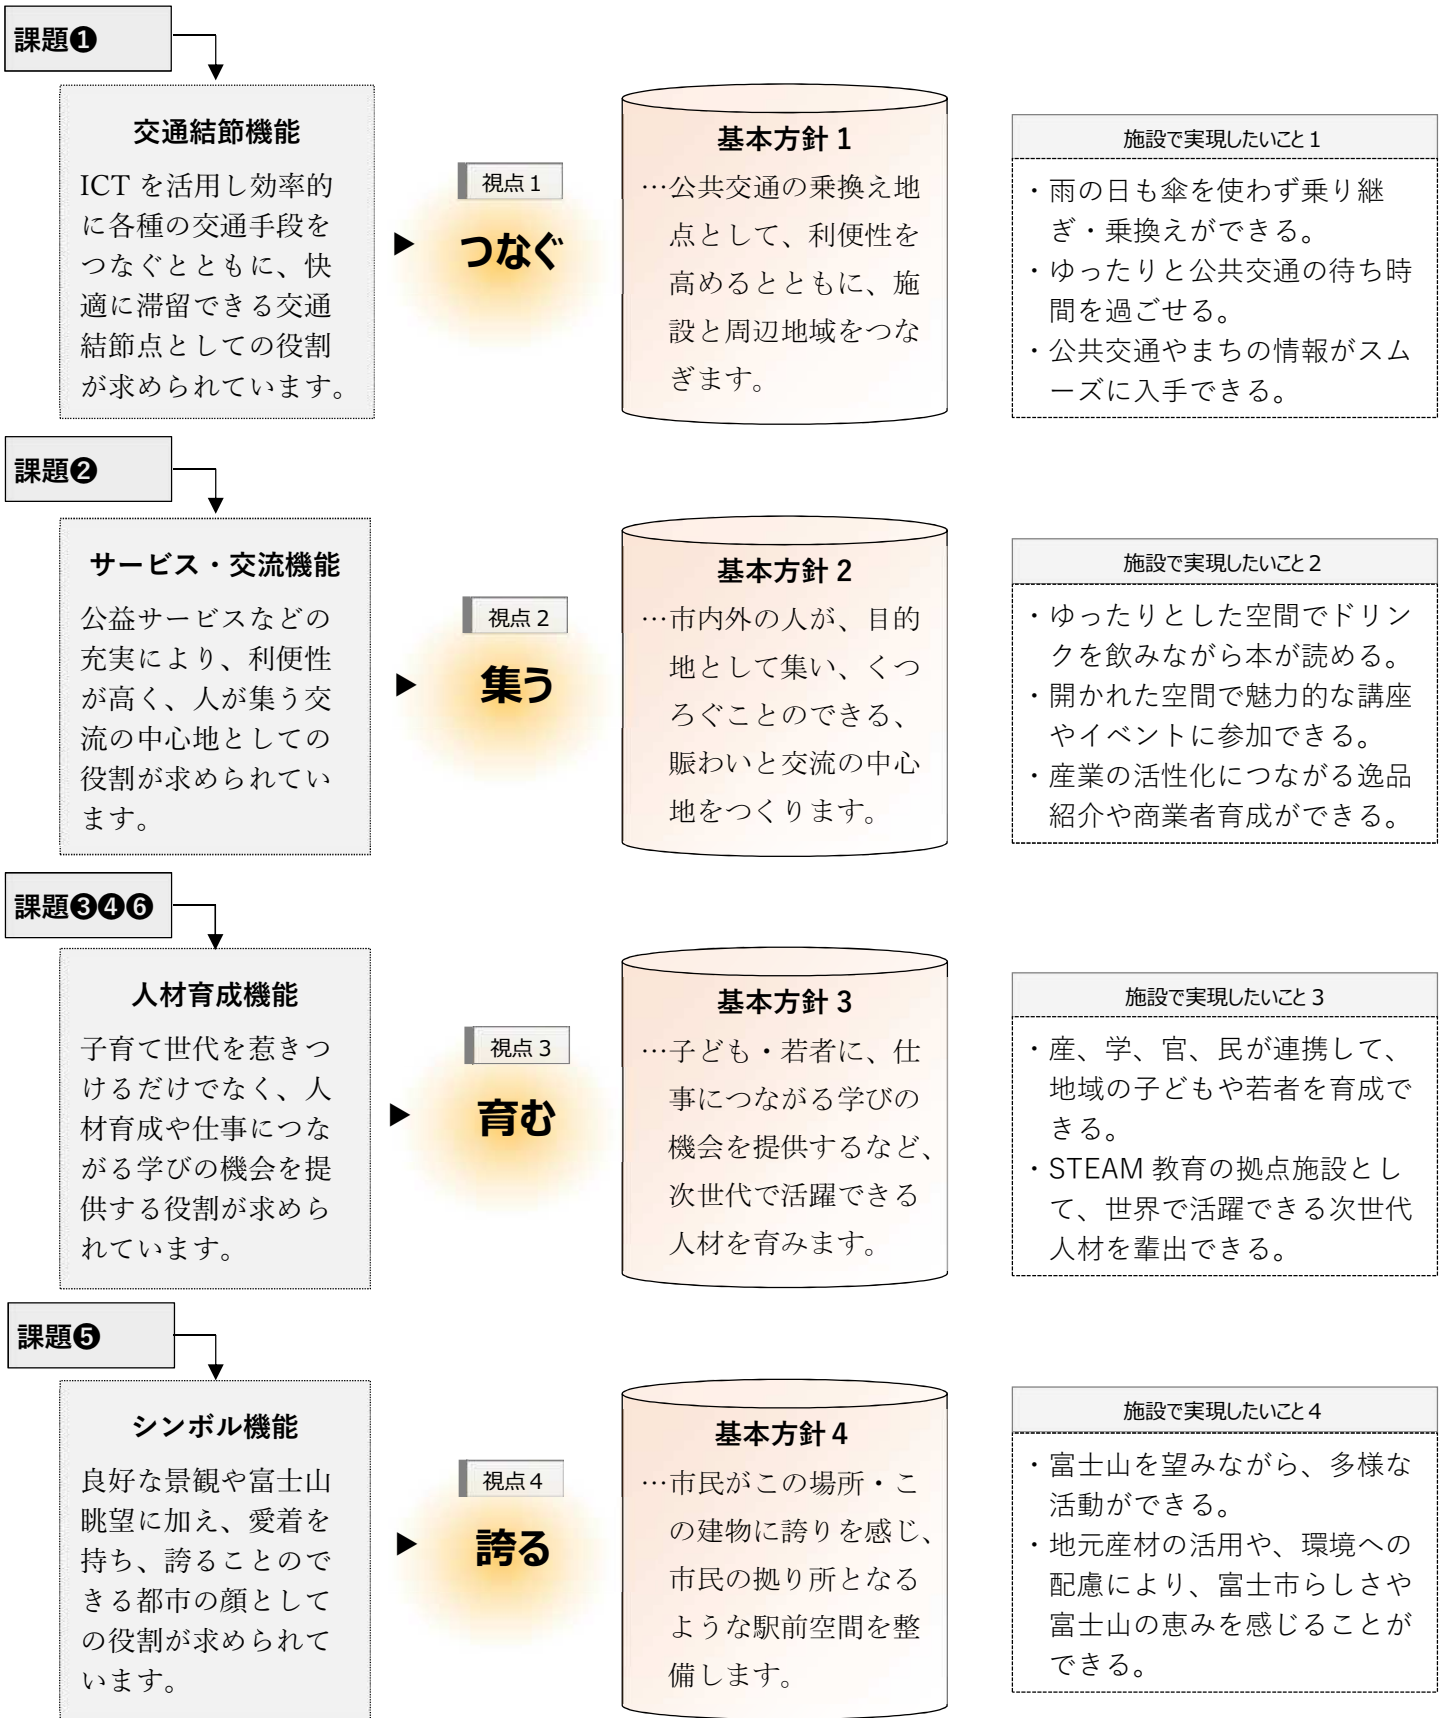 課題❶
交通結節機能
ICT を活用し効率的
に各種の交通手段を
つなぐとともに、快
適に滞留できる交通
結節点としての役割
が求められています。
視点 1
つなぐ
基本方針 1
…公共交通の乗換え地
点として、利便性を
高めるとともに、施
設と周辺地域をつな
ぎます。
施設で実現したいこと 1
・雨の日も傘を使わず乗り継
ぎ・乗換えができる。
・ゆったりと公共交通の待ち時
間を過ごせる。
・公共交通やまちの情報がスム
ーズに入手できる。
課題❷
サービス・交流機能
公益サービスなどの
充実により、利便性
が高く、人が集う交
流の中心地としての
役割が求められてい
ます。
視点 2
集う
基本方針 2
…市内外の人が、目的
地として集い、くつ
ろぐことのできる、
賑わいと交流の中心
地をつくります。
施設で実現したいこと 2
・ゆったりとした空間でドリン
クを飲みながら本が読める。
・開かれた空間で魅力的な講座
やイベントに参加できる。
・産業の活性化につながる逸品
紹介や商業者育成ができる。
課題❸❹❻
人材育成機能
子育て世代を惹きつ
けるだけでなく、人
材育成や仕事につな
がる学びの機会を提
供する役割が求めら
れています。
視点 3
育む
基本方針 3
…子ども・若者に、仕
事につながる学びの
機会を提供するなど、
次世代で活躍できる
人材を育みます。
施設で実現したいこと 3
・産、学、官、民が連携して、
地域の子どもや若者を育成で
きる。
・STEAM 教育の拠点施設とし
て、世界で活躍できる次世代
人材を輩出できる。
課題❺
シンボル機能
良好な景観や富士山
眺望に加え、愛着を
持ち、誇ることので
きる都市の顔として
の役割が求められて
います。
視点 4
誇る
基本方針 4
…市民がこの場所・こ
の建物に誇りを感じ、
市民の拠り所となる
ような駅前空間を整
備します。
施設で実現したいこと 4
・富士山を望みながら、多様な
活動ができる。
・地元産材の活用や、環境への
配慮により、富士市らしさや
富士山の恵みを感じることが
できる。